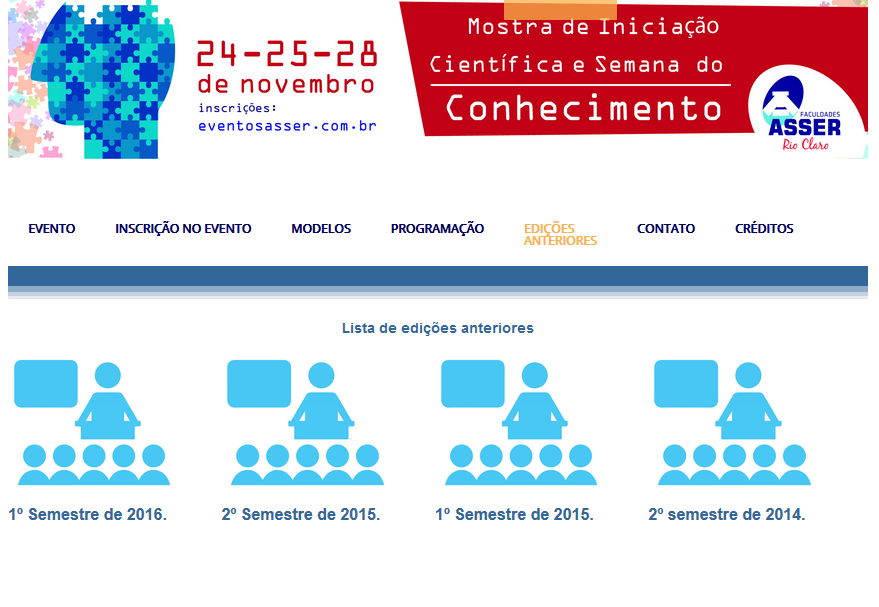 24-25-28
de novembro
inscrições:
eventosasser.com.br
Mostra de Iniciação
Científica e Semana do
Conhecimento
FACULDADES
ASSER
Rio Claro
EVENTO
INSCRIÇÃO NO EVENTO
MODELOS
PROGRAMAÇÃO
EDIÇÕES
ANTERIORES
CONTATO
CRÉDITOS
Lista de edições anteriores
1º Semestre de 2016.
2º Semestre de 2015.
1º Semestre de 2015.
2º semestre de 2014.